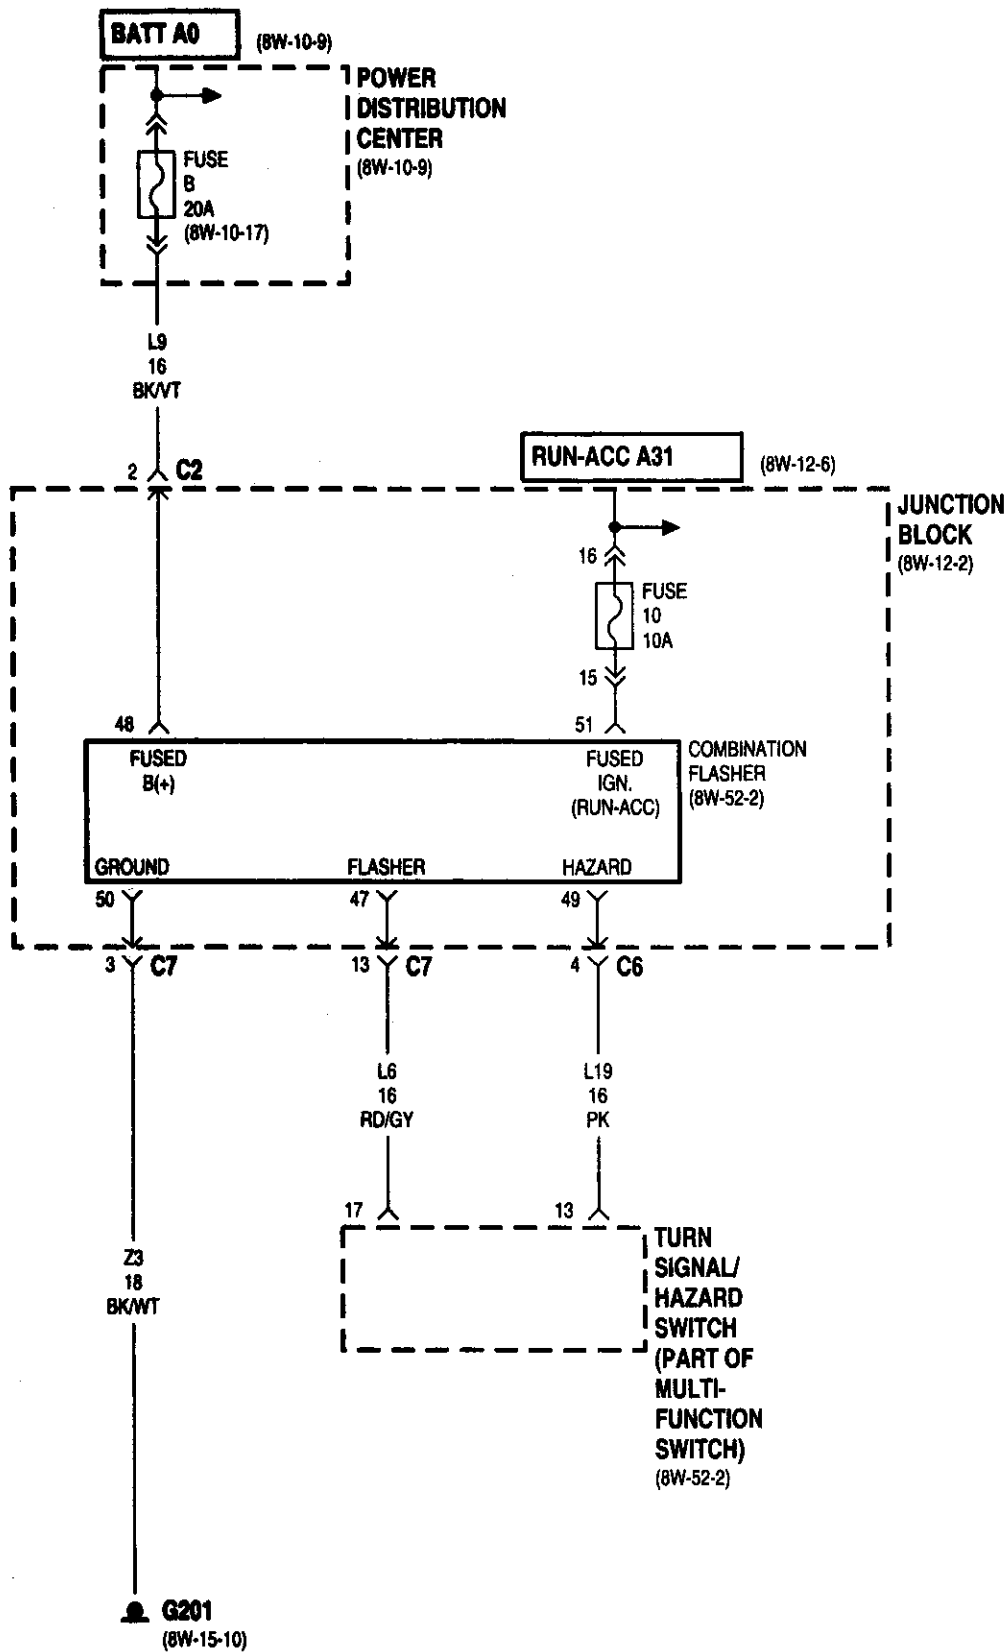 BATT A0
(8W-10-9)
POWER
DISTRIBUTION
CENTER
(8W-10-9)
FUSE
B
20A
(8W-10-17)
L9
16
BK/VT
2 C2
RUN-ACC A31
(8W-12-6)
JUNCTION
BLOCK
(8W-12-2)
16
FUSE
10
10A
15
48
51
FUSED
B(+)
FUSED
IGN.
(RUN-ACC)
COMBINATION
FLASHER
(8W-52-2)
GROUND
FLASHER
HAZARD
50
47
49
3 C7
13 C7
4 C6
L6
16
RD/GY
L19
16
PK
17
13
TURN
SIGNAL/
HAZARD
SWITCH
(PART OF
MULTI-
FUNCTION
SWITCH)
(8W-52-2)
Z3
18
BK/WT
G201
(8W-15-10)